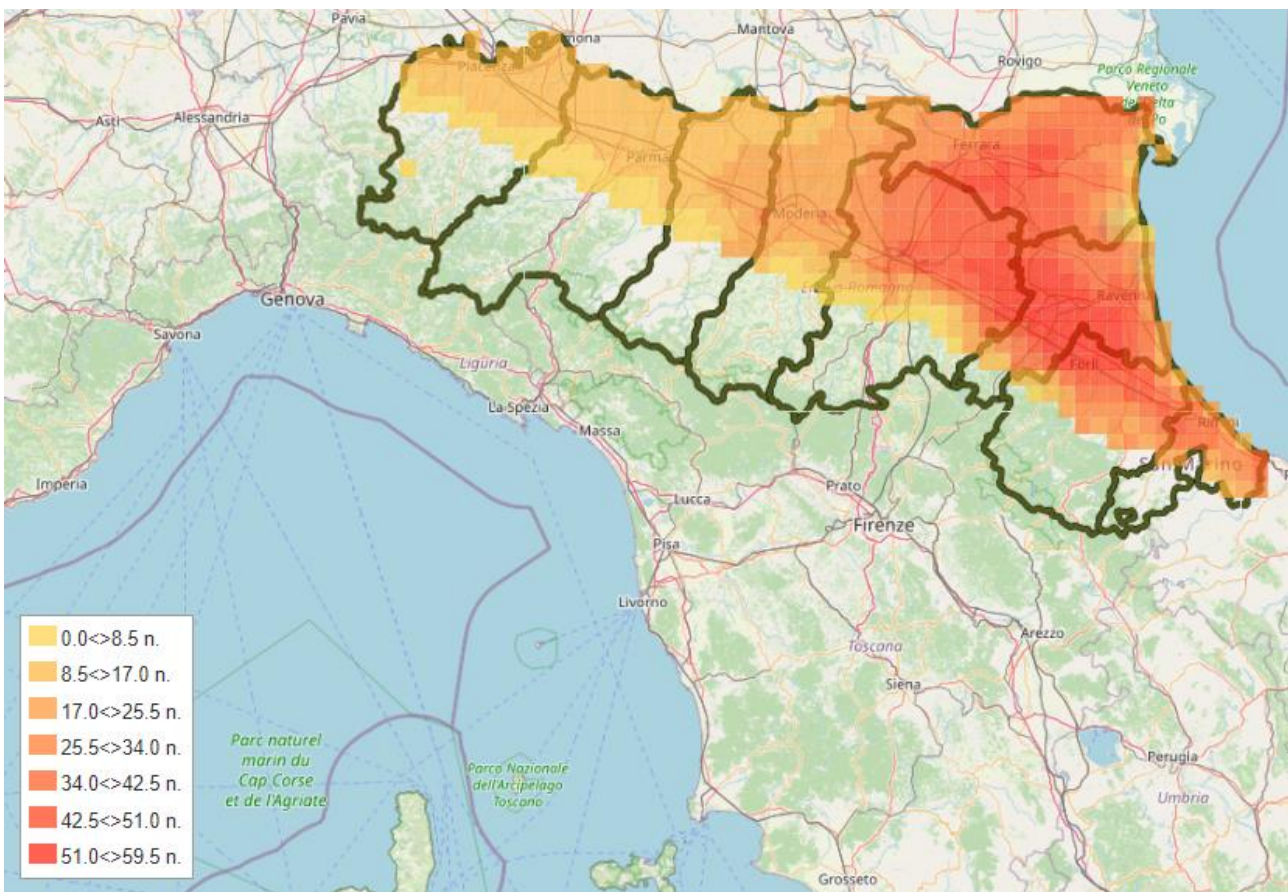 Pavia
Mantova
Rovigo
Parco Regionale
Veneto
Piacenza
Asti
Alessandria
Parma
Ferrara
Modena
Genova
Ravenna
Savona
Liguria
Forlì
La Spezia
Rimini
Massa
San Marino
Imperia
Prato
Lucca
Firenze
Pisa
Livorno
Arezzo
Toscana
Siena
Parc naturel
marin du
Cap Corse
et de l'Agriate
Parco Nazionale
dell'Arcipelago
Toscano
Perugia
Umbria
Grosseto
0.0<>8.5 n.
8.5<>17.0 n.
17.0<>25.5 n.
25.5<>34.0 n.
34.0<>42.5 n.
42.5<>51.0 n.
51.0<>59.5 n.